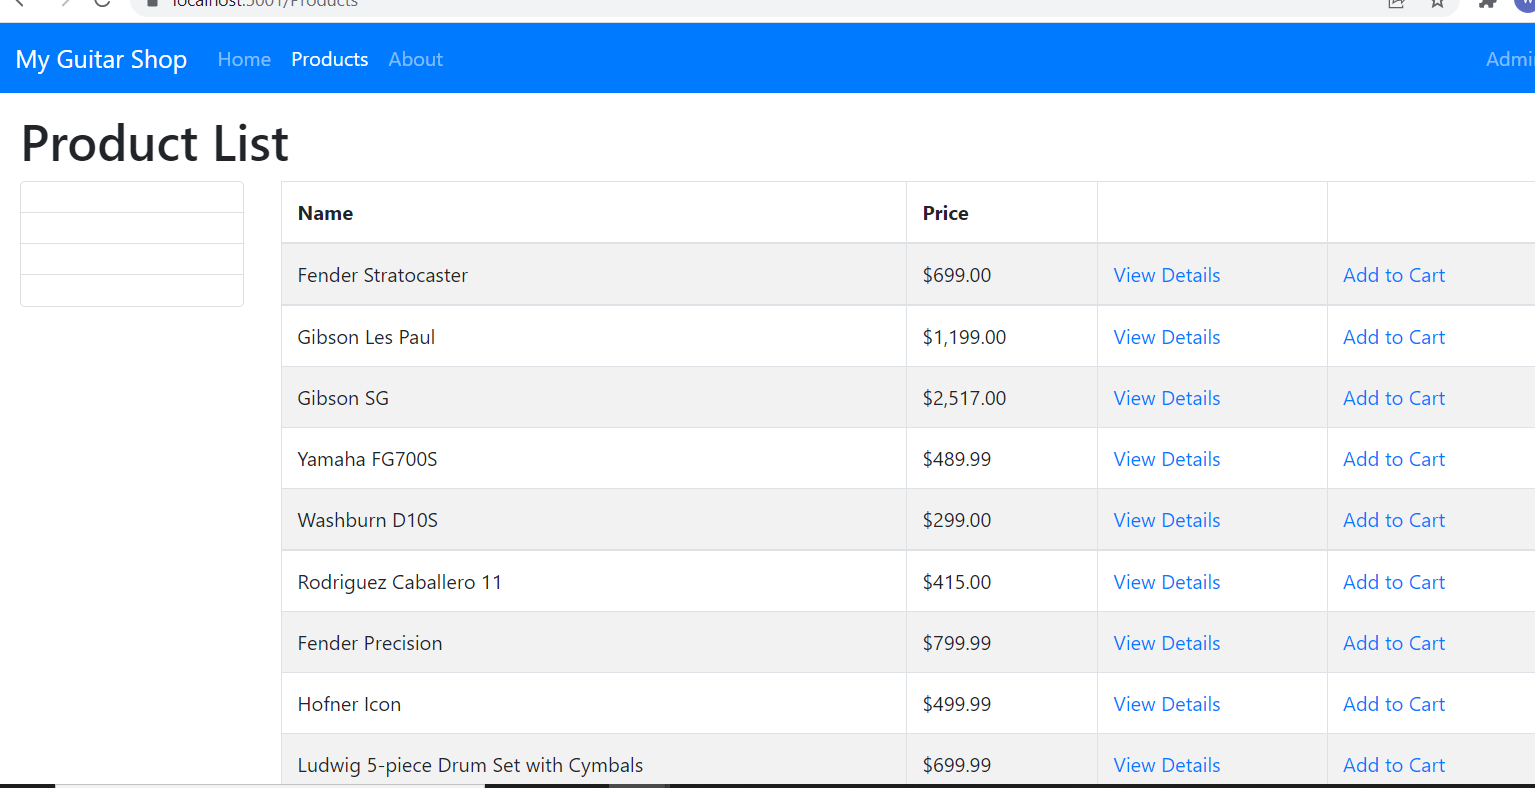 localhost:5001/Products
My Guitar Shop Home Products About
Product List
Name Price
Fender Stratocaster $699.00 View Details Add to Cart
Gibson Les Paul $1,199.00 View Details Add to Cart
Gibson SG $2,517.00 View Details Add to Cart
Yamaha FG700S $489.99 View Details Add to Cart
Washburn D10S $299.00 View Details Add to Cart
Rodriguez Caballero 11 $415.00 View Details Add to Cart
Fender Precision $799.99 View Details Add to Cart
Hofner Icon $499.99 View Details Add to Cart
Ludwig 5-piece Drum Set with Cymbals $699.99 View Details Add to Cart